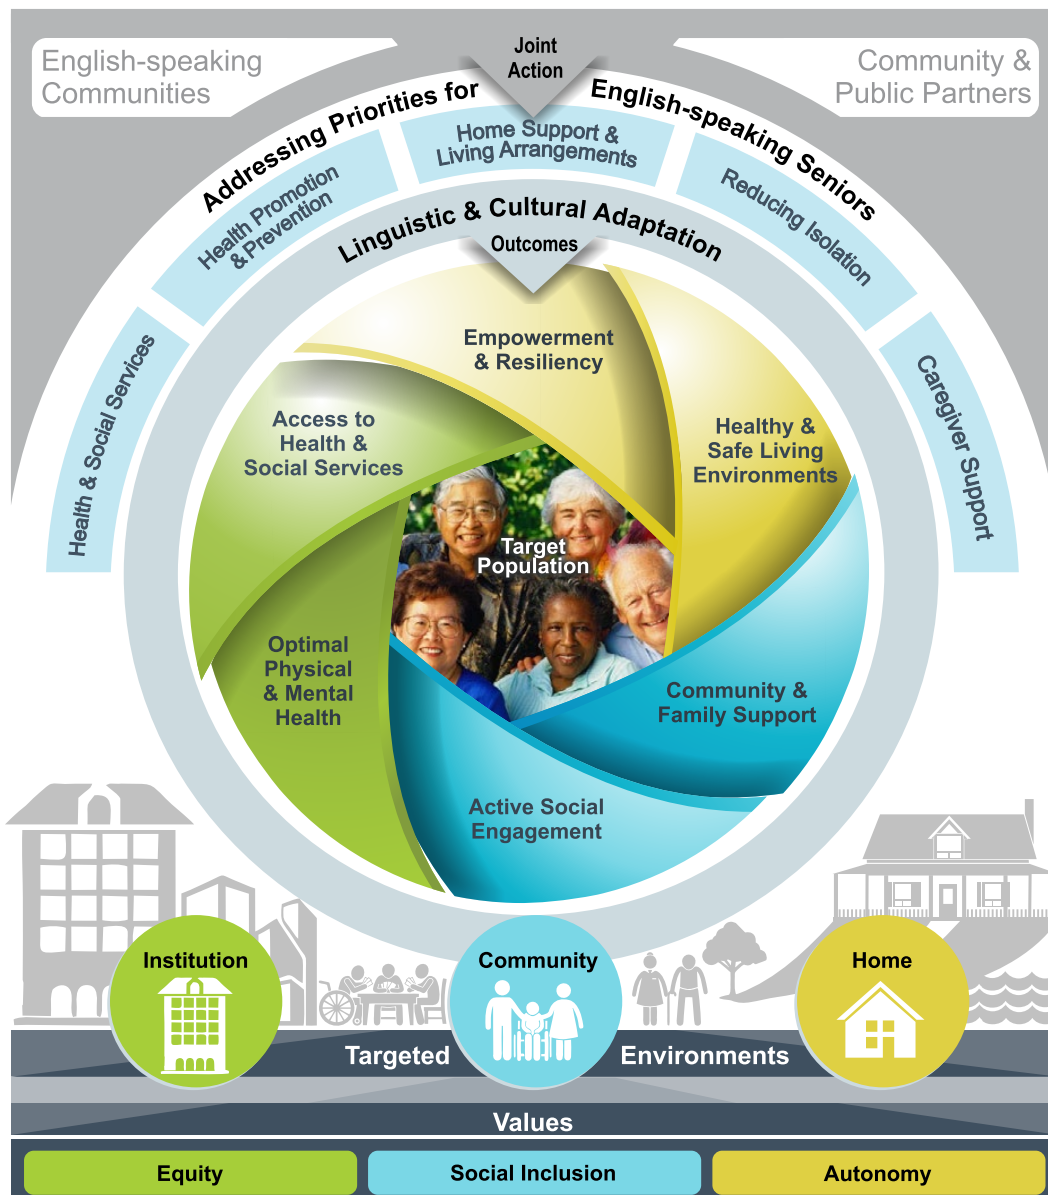 Joint
Action
English-speaking
Communities
Community &
Public Partners
Addressing Priorities for
English-speaking Seniors
Health & Social Services
Health Promotion
& Prevention
Home Support &
Living Arrangements
Reducing Isolation
Caregiver Support
Linguistic & Cultural Adaptation
Outcomes
Empowerment
& Resiliency
Access to
Health &
Social Services
Healthy &
Safe Living
Environments
Target
Population
Optimal
Physical
& Mental
Health
Community &
Family Support
Active Social
Engagement
Institution
Community
Home
Targeted Environments
Values
Equity
Social Inclusion
Autonomy